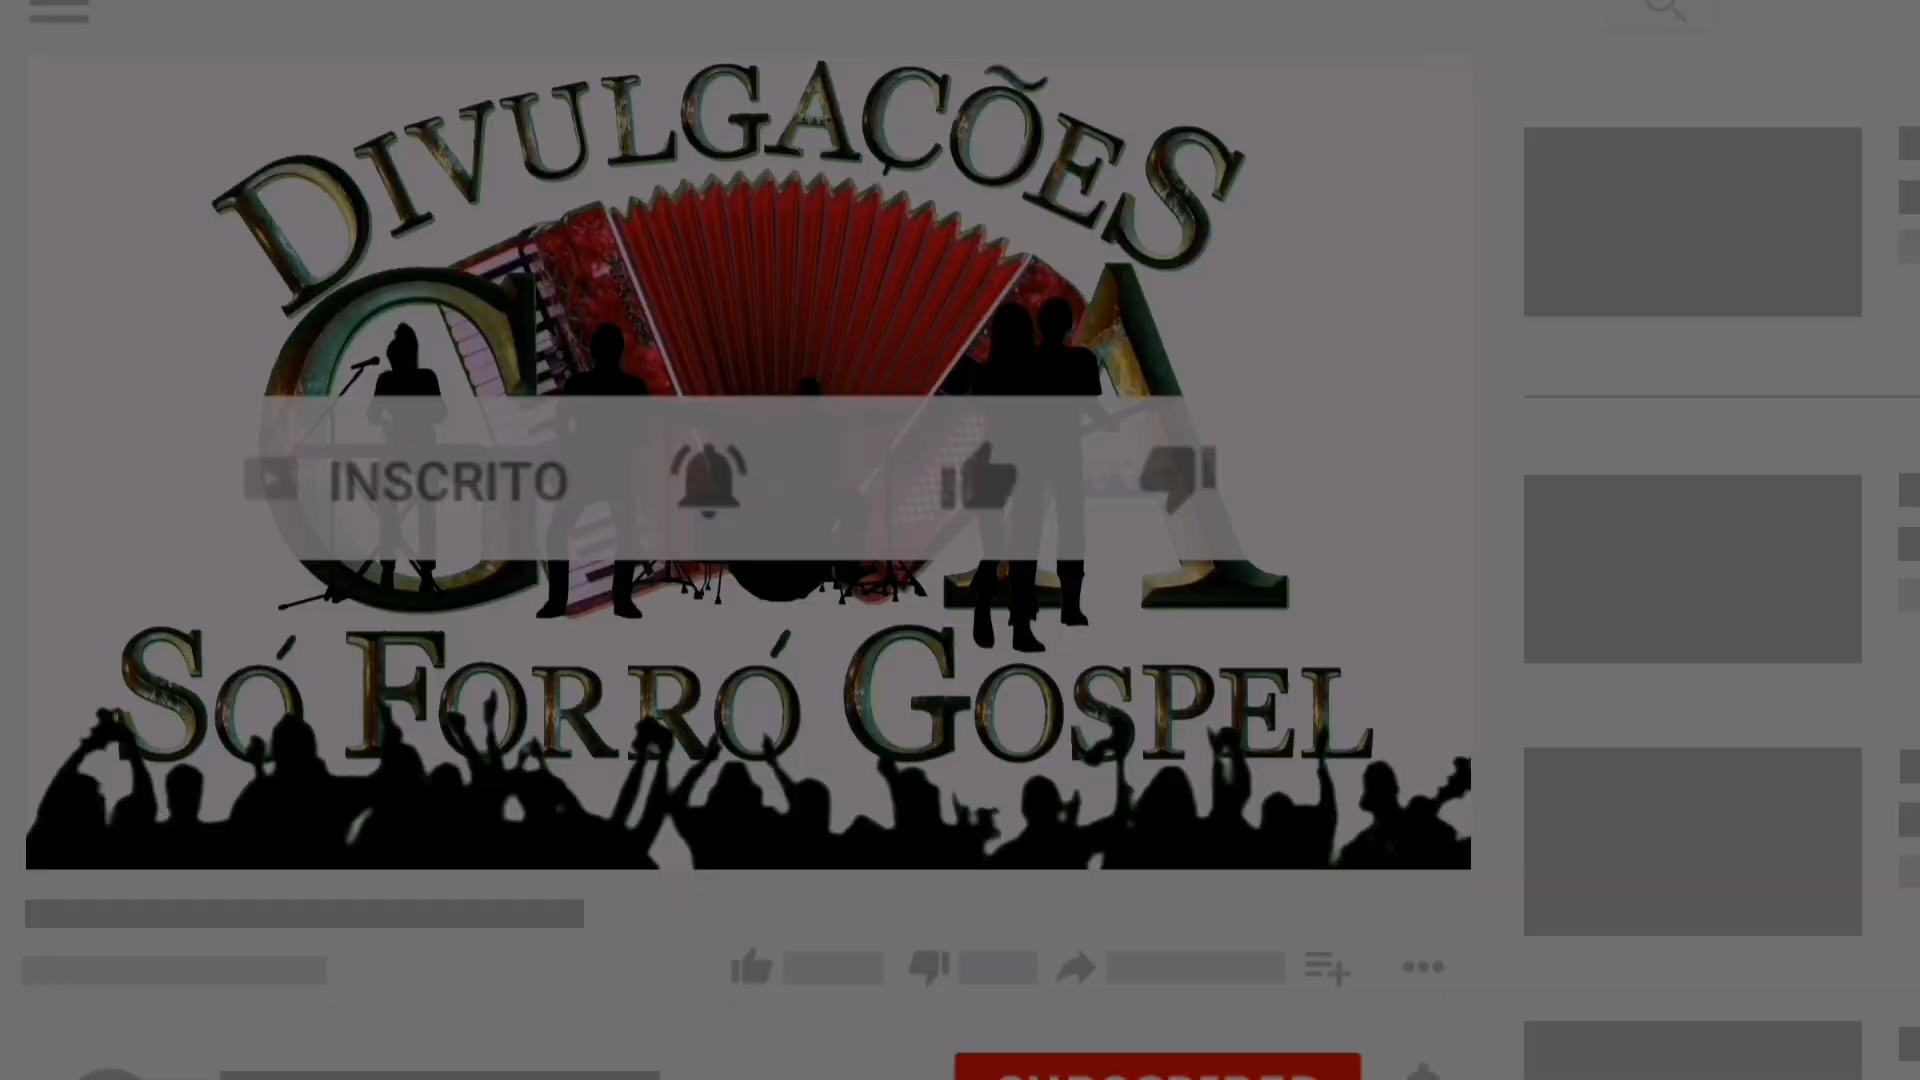 DIVULGAÇÕES
C A
INSCRITO
SÓ FORRÓ GOSPEL